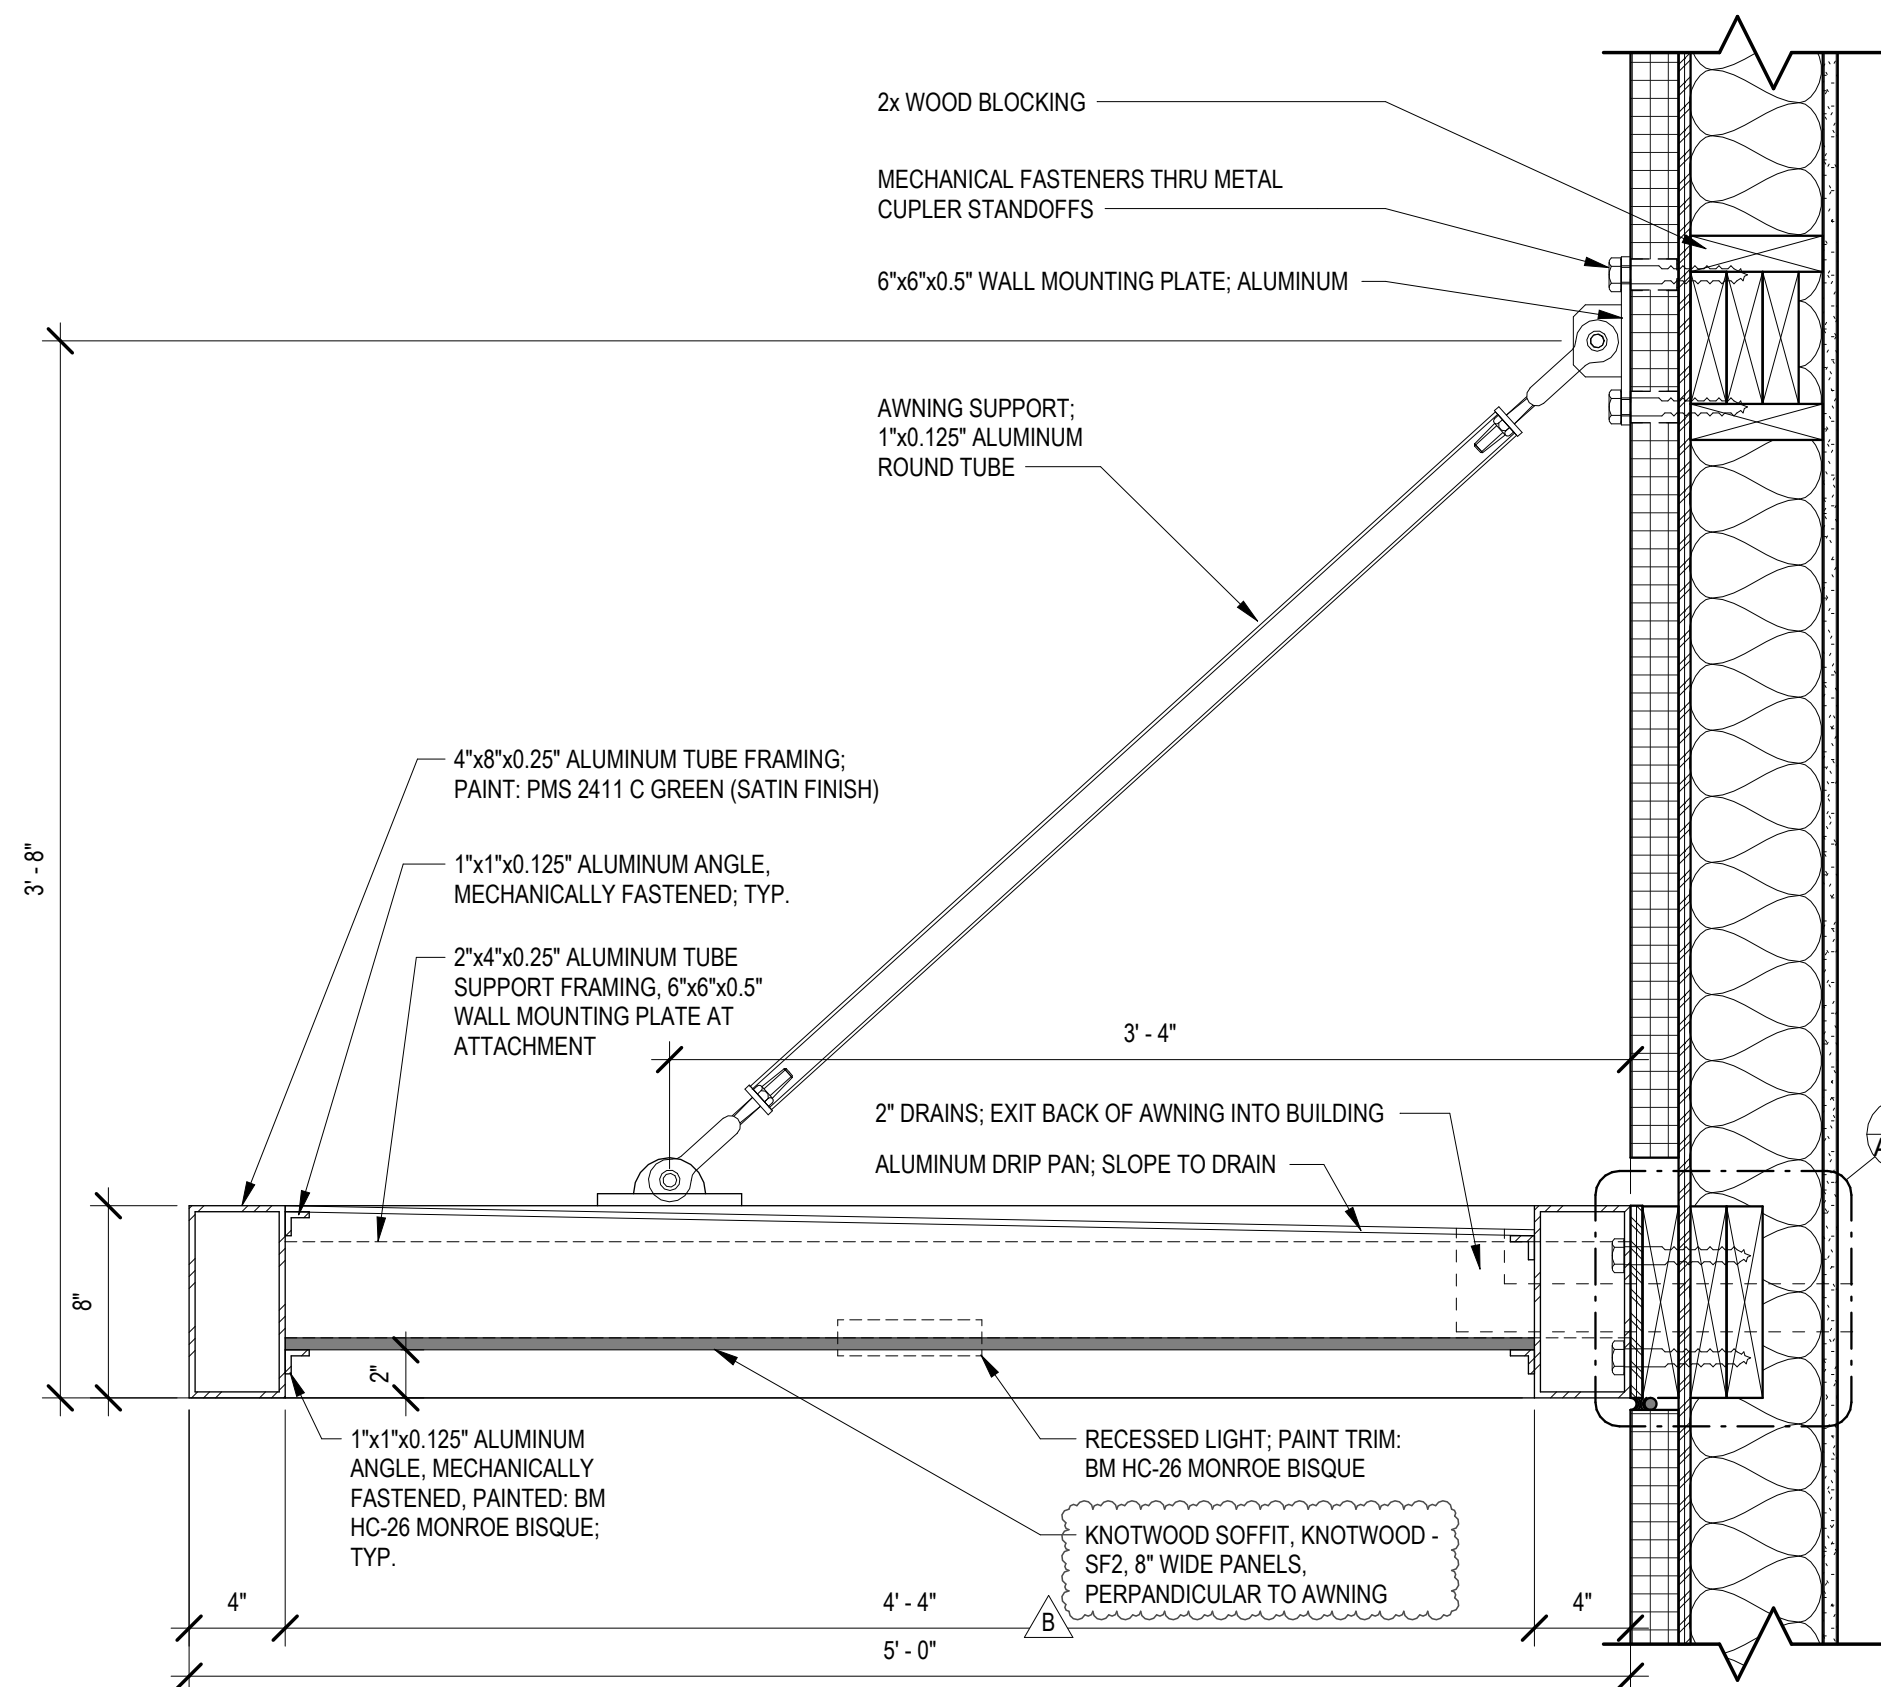 2x WOOD BLOCKING
MECHANICAL FASTENERS THRU METAL
CUPLER STANDOFFS
6"x6"x0.5" WALL MOUNTING PLATE; ALUMINUM
AWNING SUPPORT;
1"x0.125" ALUMINUM
ROUND TUBE
4"x8"x0.25" ALUMINUM TUBE FRAMING;
PAINT: PMS 2411 C GREEN (SATIN FINISH)
3' - 8"
1"x1"x0.125" ALUMINUM ANGLE,
MECHANICALLY FASTENED; TYP.
2"x4"x0.25" ALUMINUM TUBE
SUPPORT FRAMING, 6"x6"x0.5"
WALL MOUNTING PLATE AT
ATTACHMENT
3' - 4"
2" DRAINS; EXIT BACK OF AWNING INTO BUILDING
ALUMINUM DRIP PAN; SLOPE TO DRAIN
8"
2"
1"x1"x0.125" ALUMINUM
ANGLE, MECHANICALLY
FASTENED, PAINTED: BM
HC-26 MONROE BISQUE;
TYP.
RECESSED LIGHT; PAINT TRIM:
BM HC-26 MONROE BISQUE
KNOTWOOD SOFFIT, KNOTWOOD -
SF2, 8" WIDE PANELS,
PERPANDICULAR TO AWNING
4"
4' - 4"
B
4"
5' - 0"